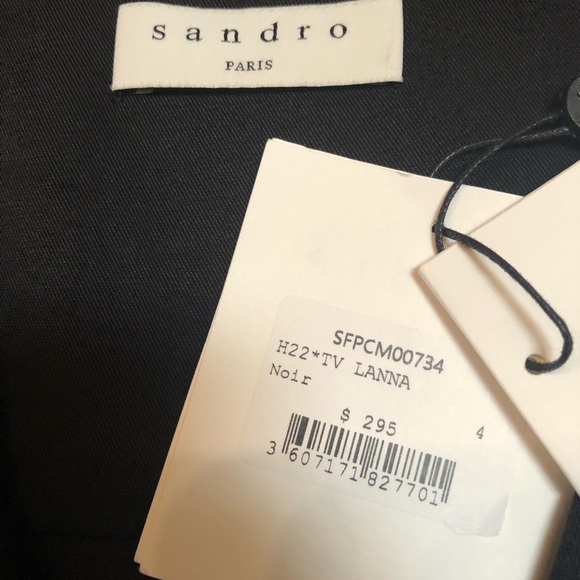 sandro
PARIS
SFPCM00734
H22*TV LANNA
Noir
$ 295 4
3 607171 827701